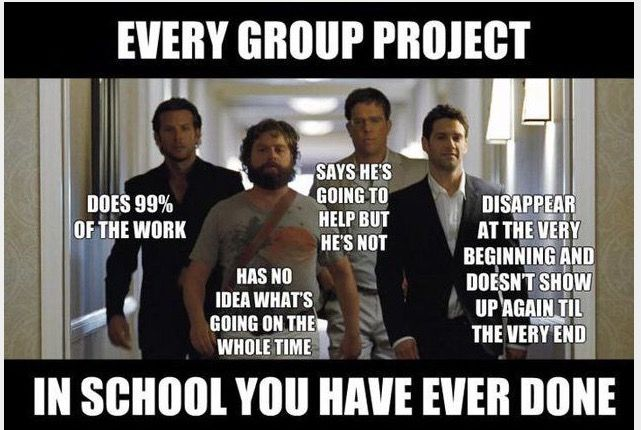 EVERY GROUP PROJECT
DOES 99%
OF THE WORK
HAS NO
IDEA WHAT'S
GOING ON THE
WHOLE TIME
SAYS HE'S
GOING TO
HELP BUT
HE'S NOT
DISAPPEAR
AT THE VERY
BEGINNING AND
DOESN'T SHOW
UP AGAIN TIL
THE VERY END
IN SCHOOL YOU HAVE EVER DONE